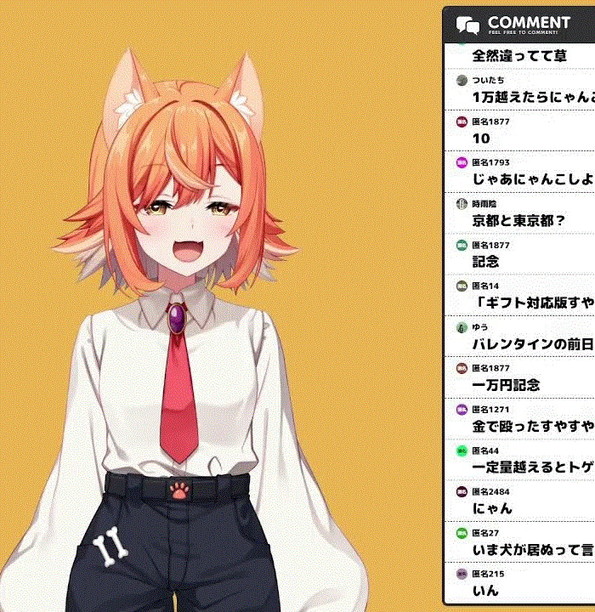 COMMENT
FEEL FREE TO COMMENT!
全然違ってて草
ついたち
1万越えたらにゃん
匿名1877
10
匿名1793
じゃあにゃんこしよ
時雨陰
京都と東京都？
匿名1877
記念
匿名14
「ギフト対応版すや
ゆぅ
バレンタインの前日
匿名1877
一万円記念
匿名1271
金で殴ったすやすや
匿名44
一定量越えるとトゲ
匿名2484
にゃん
匿名27
いま犬が居ぬって言
匿名215
いん